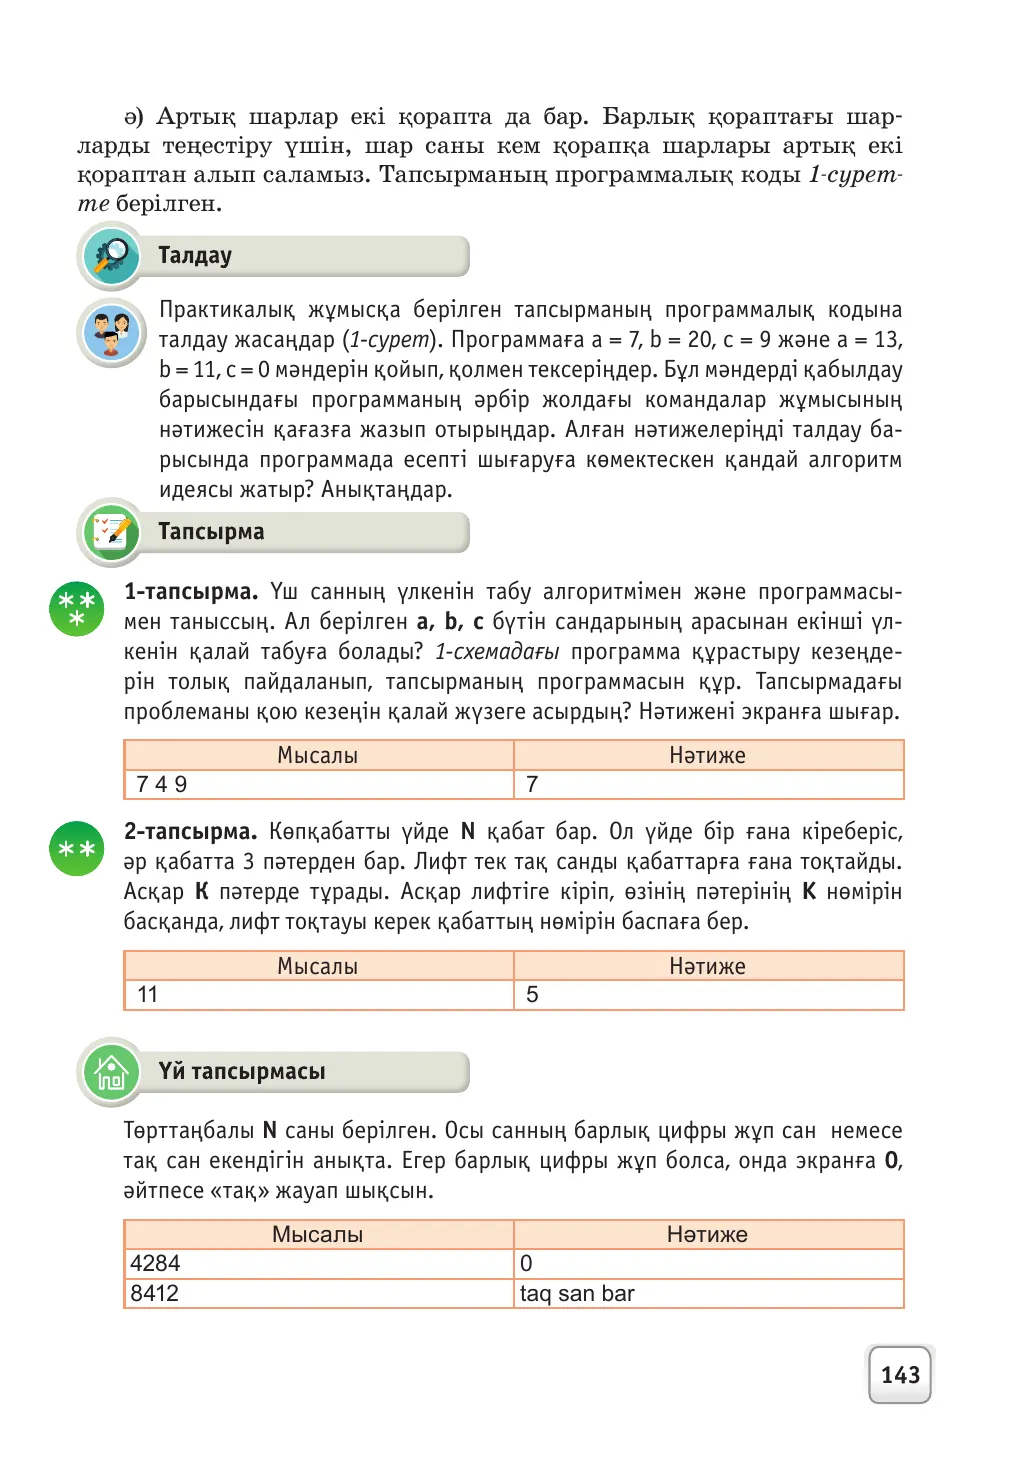 ә) Артық шарлар екі қорапта да бар. Барлық қораптағы шар-
ларды теңестіру үшін, шар саны кем қорапқа шарлары артық екі
қораптан алып саламыз. Тапсырманың программалық коды 1-сурет-
те берілген.
Талдау
Практикалық жұмысқа берілген тапсырманың программалық кодына
талдау жасаңдар (1-сурет). Программаға a = 7, b = 20, c = 9 және a = 13,
b = 11, c = 0 мәндерін қойып, қолмен тексеріңдер. Бұл мәндерді қабылдау
барысындағы программаның әрбір жолдағы командалар жұмысының
нәтижесін қағазға жазып отырыңдар. Алған нәтижелеріңді талдау ба-
рысында программада есепті шығаруға көмектескен қандай алгоритм
идеясы жатыр? Анықтаңдар.
Тапсырма
1-тапсырма. Үш санның үлкенін табу алгоритмімен және программасы-
мен таныссың. Ал берілген a, b, c бүтін сандарының арасынан екінші үл-
кенін қалай табуға болады? 1-схемадағы программа құрастыру кезеңде-
рін толық пайдаланып, тапсырманың программасын құр. Тапсырмадағы
проблеманы қою кезеңін қалай жүзеге асырдың? Нәтижені экранға шығар.
Мысалы Нәтиже
7 4 9 7
2-тапсырма. Көпқабатты үйде N қабат бар. Ол үйде бір ғана кіреберіс,
әр қабатта 3 пәтерден бар. Лифт тек тақ санды қабаттарға ғана тоқтайды.
Асқар К пәтерде тұрады. Асқар лифтіге кіріп, өзінің пәтерінің K нөмірін
басқанда, лифт тоқтауы керек қабаттың нөмірін баспаға бер.
Мысалы Нәтиже
11 5
Үй тапсырмасы
Төрттаңбалы N саны берілген. Осы санның барлық цифры жұп сан немесе
тақ сан екендігін анықта. Егер барлық цифры жұп болса, онда экранға 0,
әйтпесе «тақ» жауап шықсын.
Мысалы Нәтиже
4284 0
8412 taq san bar
143